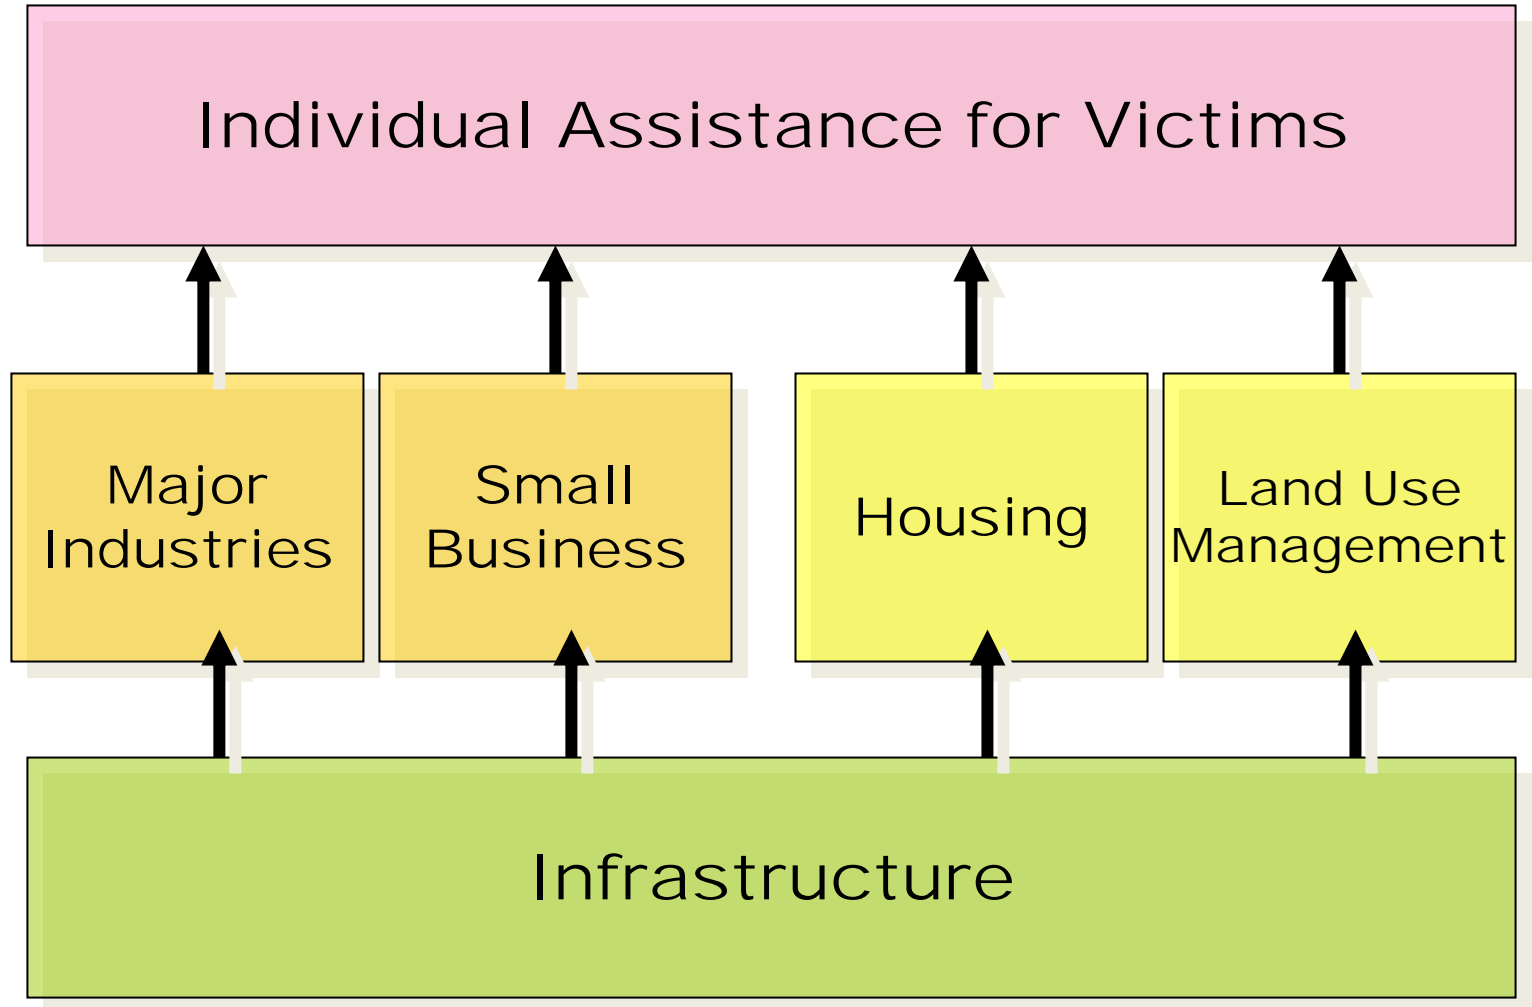 Individual Assistance for Victims
Major
Industries
Small
Business
Housing
Land Use
Management
Infrastructure